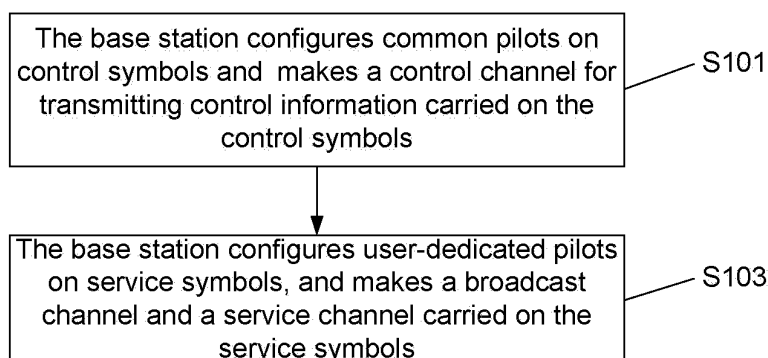 The base station configures common pilots on
control symbols and makes a control channel for
transmitting control information carried on the
control symbols
S101
The base station configures user-dedicated pilots
on service symbols, and makes a broadcast
channel and a service channel carried on the
service symbols
S103